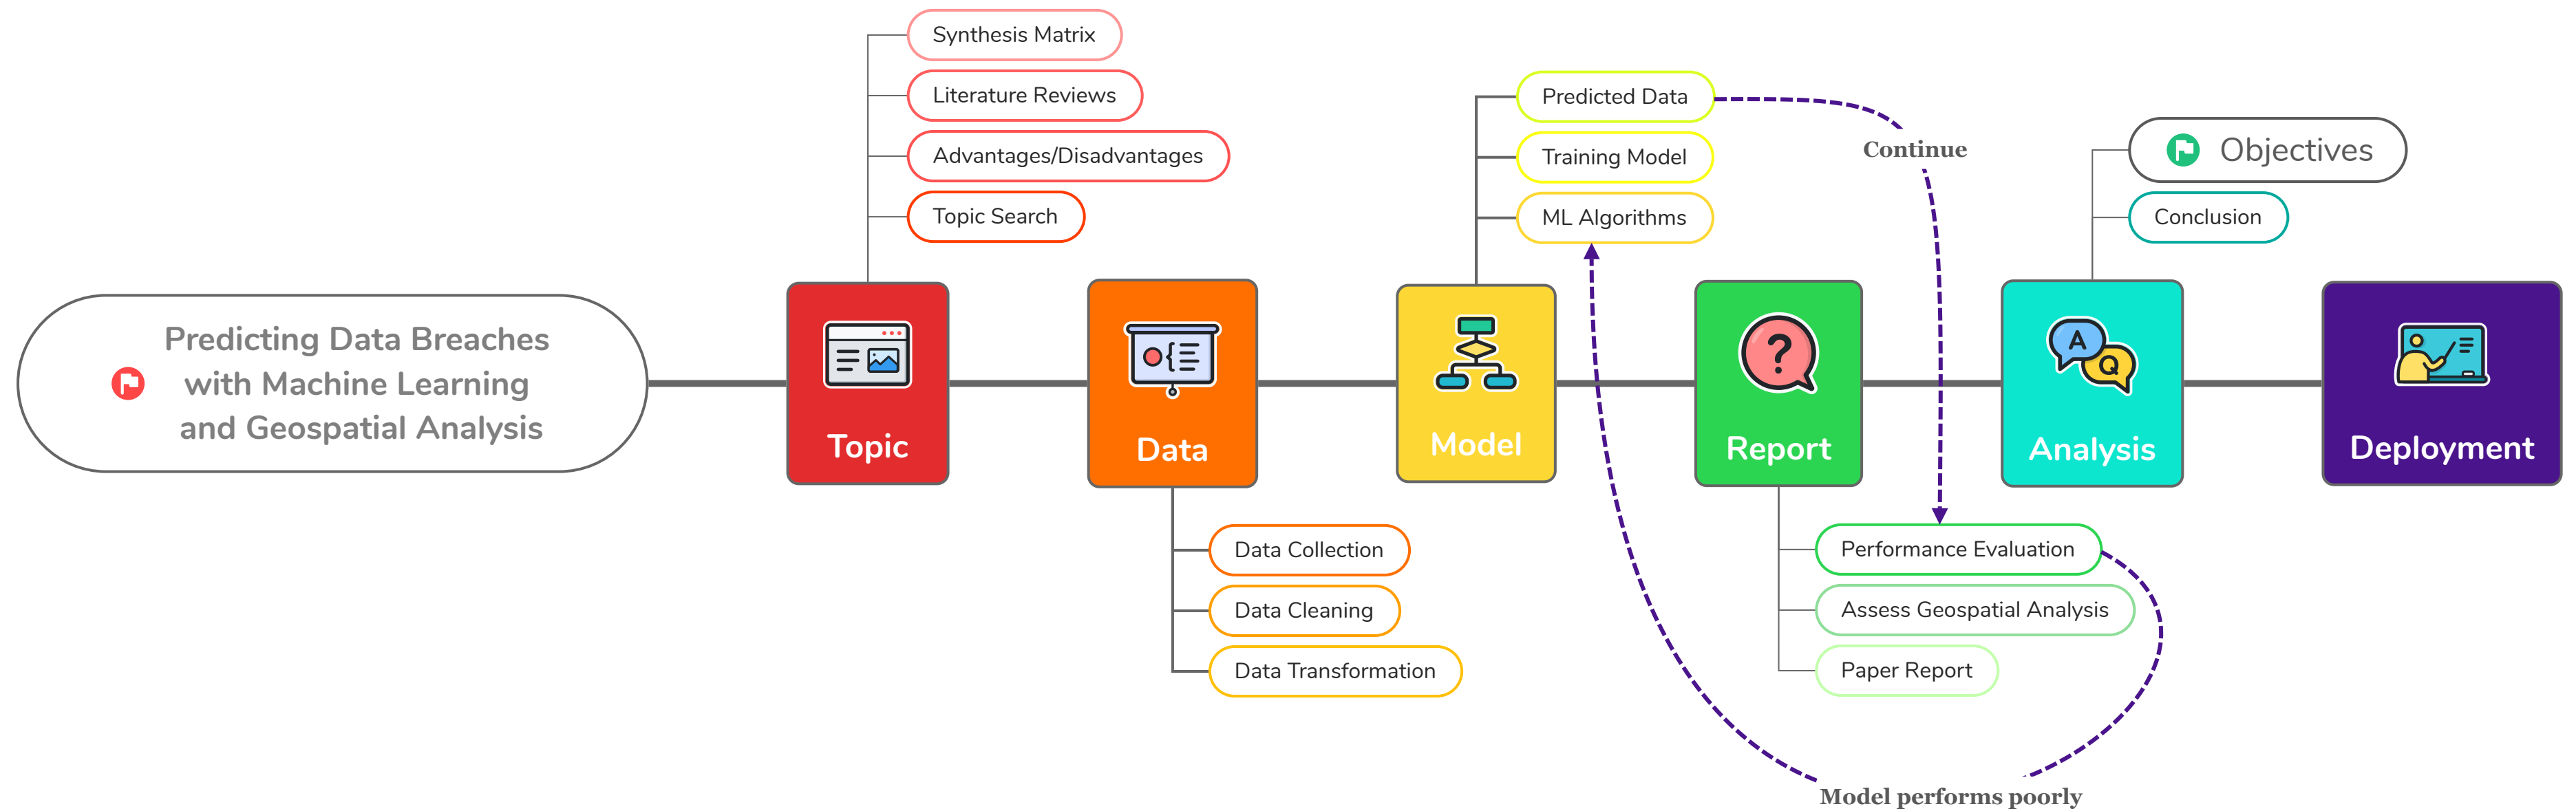 Synthesis Matrix
Literature Reviews
Advantages/Disadvantages
Topic Search
Predicted Data
Training Model
ML Algorithms
Continue
Objectives
Conclusion
Predicting Data Breaches
with Machine Learning
and Geospatial Analysis
Topic
Data
Model
?
Report
A
Q
Analysis
Deployment
Data Collection
Data Cleaning
Data Transformation
Performance Evaluation
Assess Geospatial Analysis
Paper Report
Model performs poorly